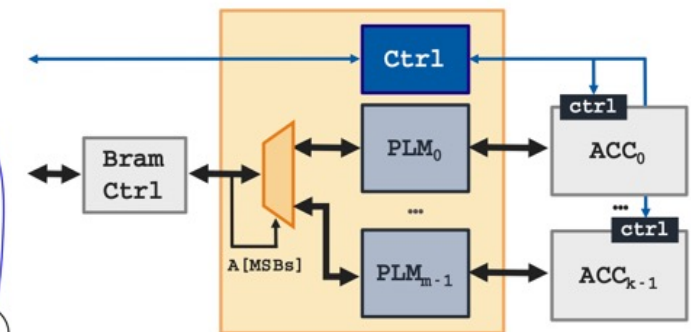 Ctrl
ctrl
Bram
Ctrl
PLM0
ACC0
...
...
ctrl
A[MSBs]
PLMm-1
ACCk-1